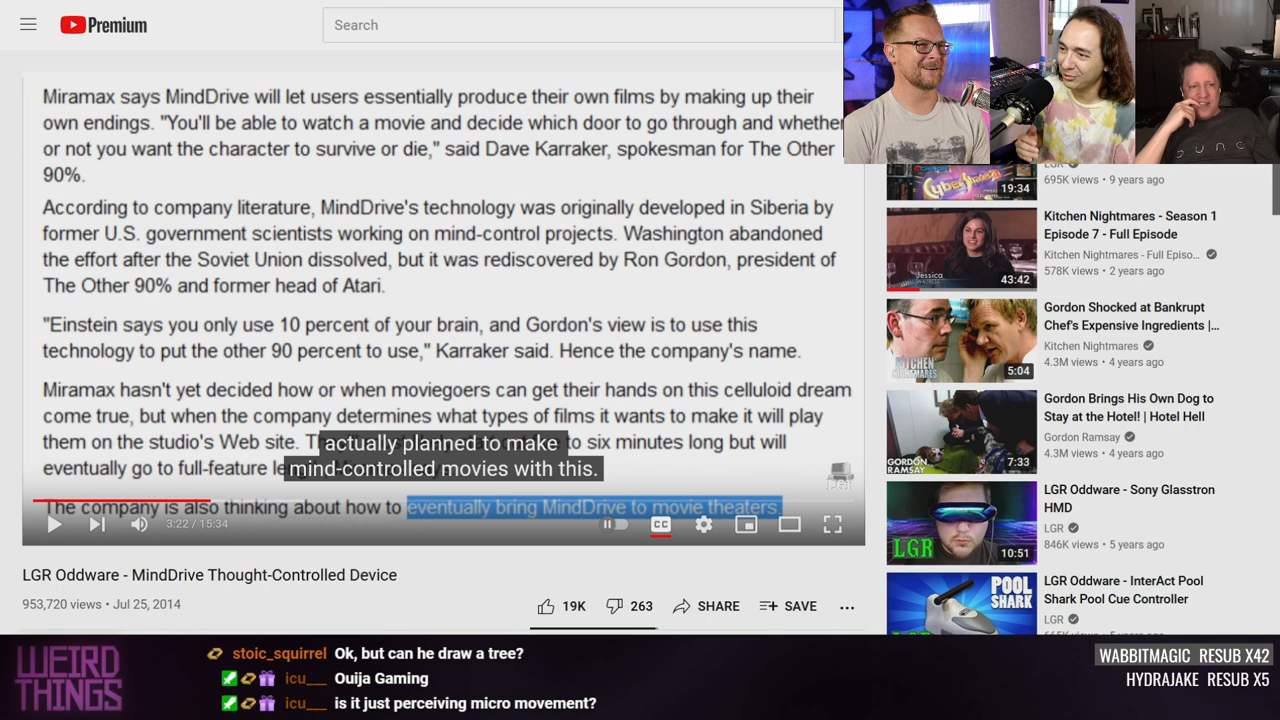 Premium
Search
Miramax says MindDrive will let users essentially produce their own films by making up their
own endings. "You'll be able to watch a movie and decide which door to go through and whether
or not you want the character to survive or die," said Dave Karraker, spokesman for The Other
90%.
According to company literature, MindDrive's technology was originally developed in Siberia by
former U.S. government scientists working on mind-control projects. Washington abandoned
the effort after the Soviet Union dissolved, but it was rediscovered by Ron Gordon, president of
The Other 90% and former head of Atari.
"Einstein says you only use 10 percent of your brain, and Gordon's view is to use this
technology to put the other 90 percent to use," Karraker said. Hence the company's name.
Miramax hasn't yet decided how or when moviegoers can get their hands on this celluloid dream
come true, but when the company determines what types of films it wants to make it will play
them on the studio's Web site.
to six minutes long but will
eventually go to full-feature
actually planned to make
mind-controlled movies with this.
LGR
The company is also thinking about how to eventually bring MindDrive to movie theaters
3:22 / 15:34
CC
LGR Oddware - MindDrive Thought-Controlled Device
953,720 views • Jul 25, 2014
19K
263
SHARE
SAVE
19:34
LGR
695K views • 9 years ago
Jessica
WAITRESS
43:42
Kitchen Nightmares - Season 1
Episode 7 - Full Episode
Kitchen Nightmares - Full Episo...
578K views • 2 years ago
KITCHEN
NIGHTMARES
5:04
Gordon Shocked at Bankrupt
Chef's Expensive Ingredients |...
Kitchen Nightmares
4.3M views • 4 years ago
GORDON
RAMSAY
7:33
Gordon Brings His Own Dog to
Stay at the Hotel! | Hotel Hell
Gordon Ramsay
4.3M views • 4 years ago
LGR
10:51
LGR Oddware - Sony Glasstron
HMD
LGR
846K views • 5 years ago
POOL
SHARK
LGR Oddware - InterAct Pool
Shark Pool Cue Controller
LGR
WEIRD
THINGS
stoic_squirrel Ok, but can he draw a tree?
icu___ Ouija Gaming
icu___ is it just perceiving micro movement?
WABBITMAGIC RESUB X42
HYDRAJAKE RESUB X5